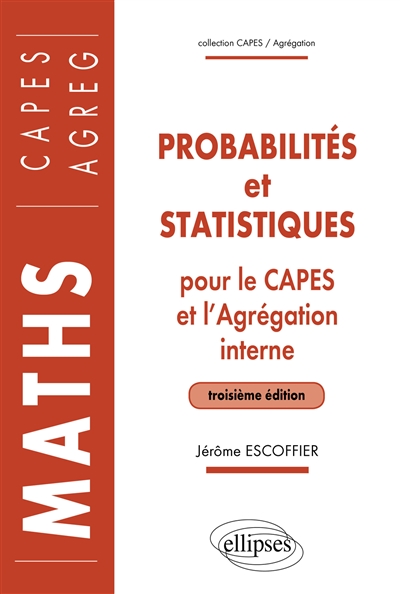 collection CAPES / Agrégation
MATHS
CAPES
AGREG
PROBABILITÉS
et
STATISTIQUES
pour le CAPES
et l'Agrégation
interne
troisième édition
Jérôme ESCOFFIER
ellipses